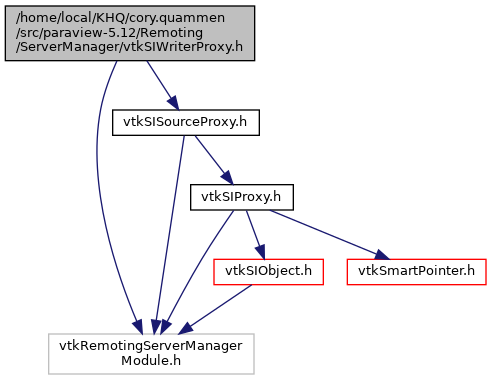 /home/local/KHQ/cory.quammen
/src/paraview-5.12/Remoting
/ServerManager/vtkSIWriterProxy.h
vtkSISourceProxy.h
vtkSIProxy.h
vtkSIObject.h
vtkSmartPointer.h
vtkRemotingServerManager
Module.h